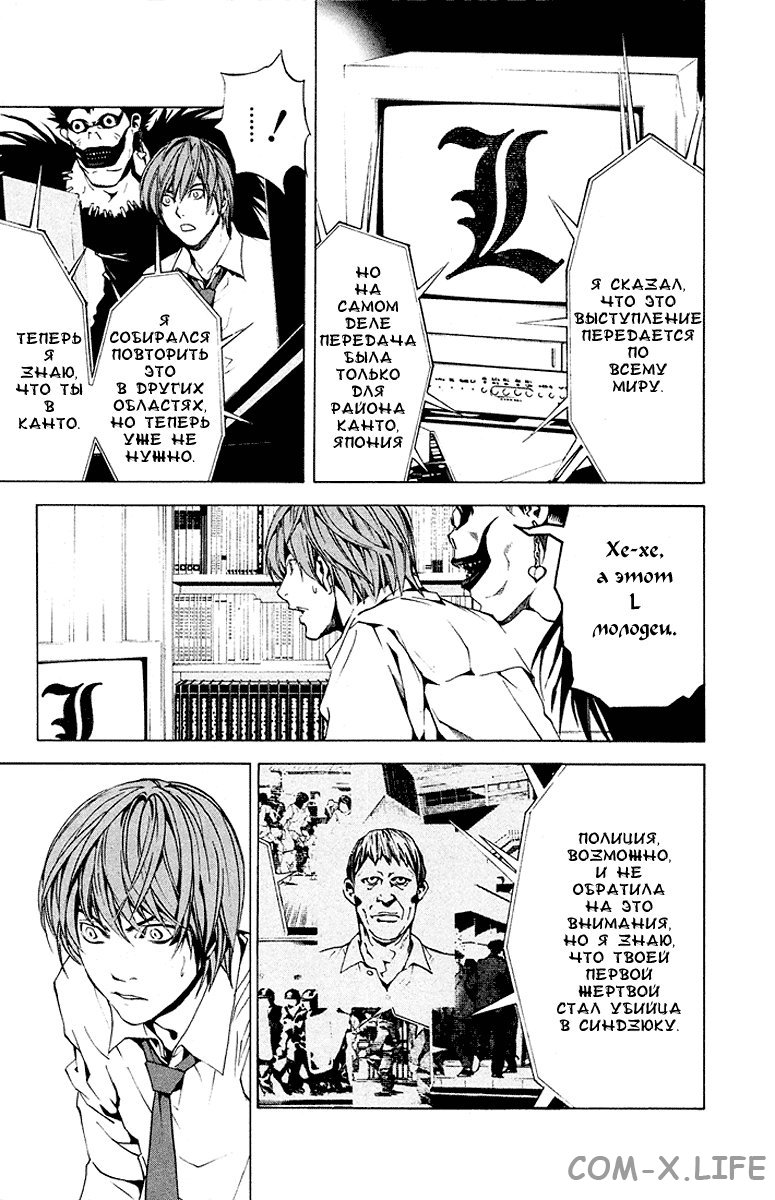 Я СКАЗАЛ,
ЧТО ЭТО
ВЫСТУПЛЕНИЕ
ПЕРЕДАЕТСЯ
ПО
ВСЕМУ
МИРУ.
L
НО
НА
САМОМ
ДЕЛЕ
ПЕРЕДАЧА
БЫЛА
ТОЛЬКО
ДЛЯ
РАЙОНА
КАНТО,
ЯПОНИЯ
......!
Я
СОБИРАЛСЯ
ПОВТОРИТЬ
ЭТО
В ДРУГИХ
ОБЛАСТЯХ,
НО ТЕПЕРЬ
УЖЕ НЕ
НУЖНО.
ТЕПЕРЬ
Я
ЗНАЮ,
ЧТО ТЫ
В
КАНТО.
Хе-хе,
а этот
L
молодец.
L
ПОЛИЦИЯ,
ВОЗМОЖНО,
И НЕ
ОБРАТИЛА
НА ЭТО
ВНИМАНИЯ,
НО Я ЗНАЮ,
ЧТО ТВОЕЙ
ПЕРВОЙ
ЖЕРТВОЙ
СТАЛ УБИЙЦА
В СИНДЗЮКУ.
COM-X.LIFE